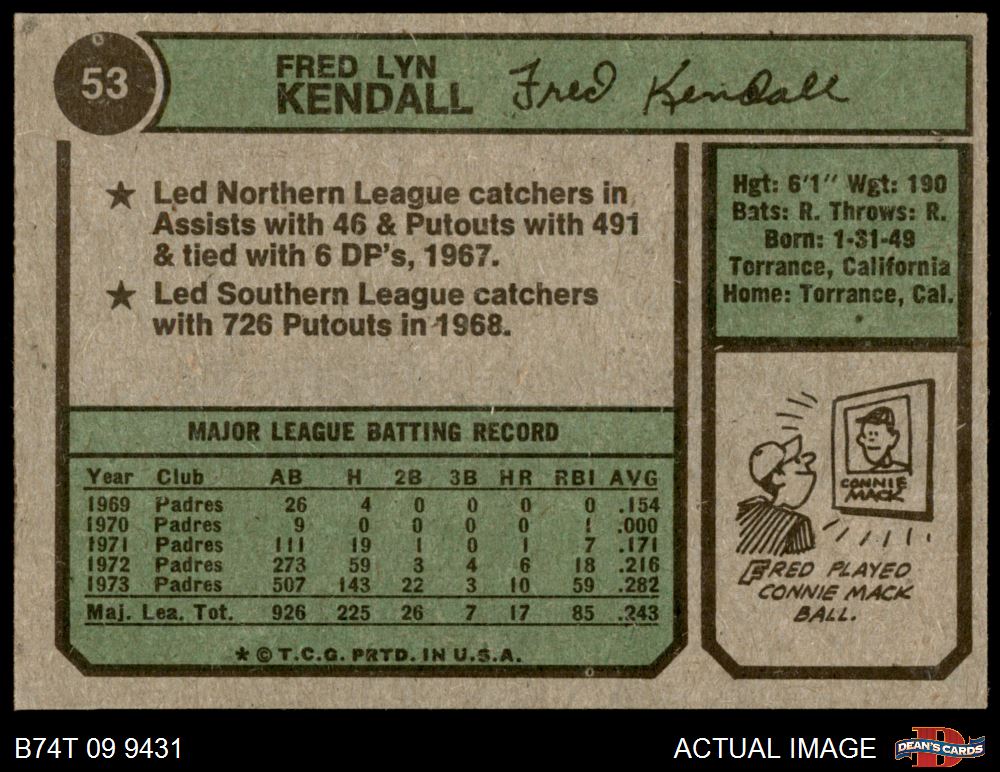 53
FRED LYN
KENDALL
Fred Kendall
★ Led Northern League catchers in
Assists with 46 & Putouts with 491
& tied with 6 DP's, 1967.
★ Led Southern League catchers
with 726 Putouts in 1968.
Hgt: 6'1" Wgt: 190
Bats: R. Throws: R.
Born: 1-31-49
Torrance, California
Home: Torrance, Cal.
MAJOR LEAGUE BATTING RECORD
Year Club AB H 2B 3B HR RBI AVG
1969 Padres 26 4 0 0 0 0 .154
1970 Padres 9 0 0 0 0 1 .000
1971 Padres 111 19 1 0 1 7 .171
1972 Padres 273 59 3 4 6 18 .216
1973 Padres 507 143 22 3 10 59 .282
Maj. Lea. Tot. 926 225 26 7 17 85 .243
* © T.C.G. PRTD. IN U.S.A.
CONNIE
MACK
FRED PLAYED
CONNIE MACK
BALL.
B74T 09 9431
ACTUAL IMAGE
D
DEAN'S CARDS